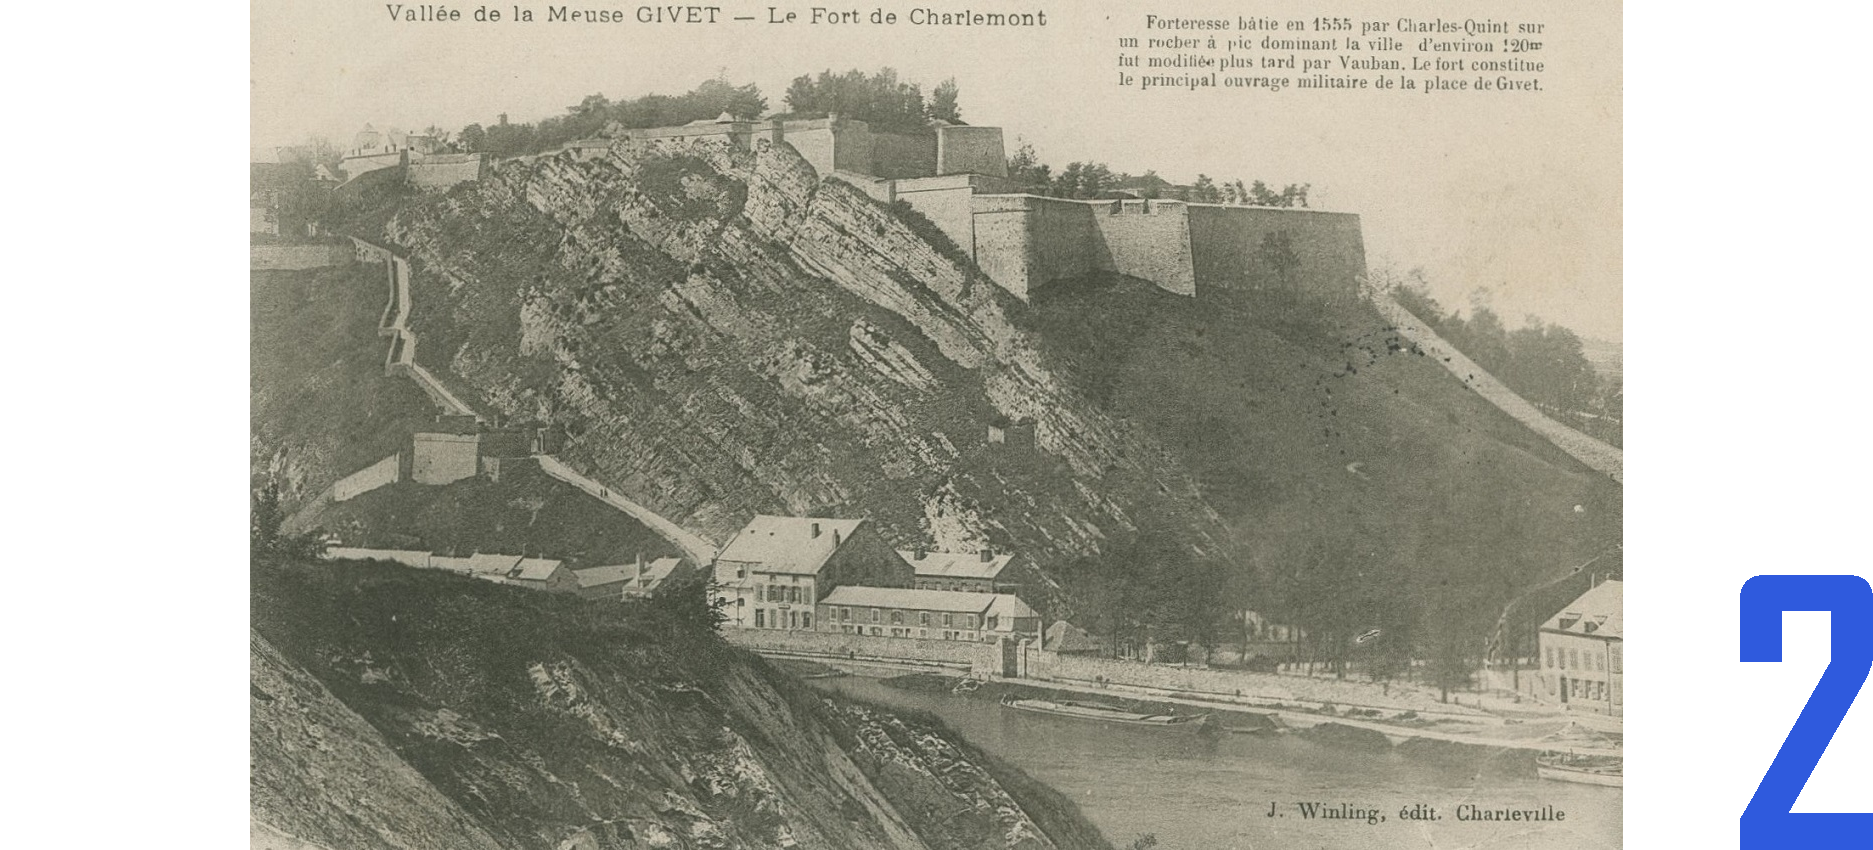 Vallée de la Meuse GIVET — Le Fort de Charlemont
Forteresse bâtie en 1555 par Charles-Quint sur
un rocher à pic dominant la ville d'environ 120m
fut modifiée plus tard par Vauban. Le fort constitue
le principal ouvrage militaire de la place de Givet.
J. Winling, édit. Charleville
2